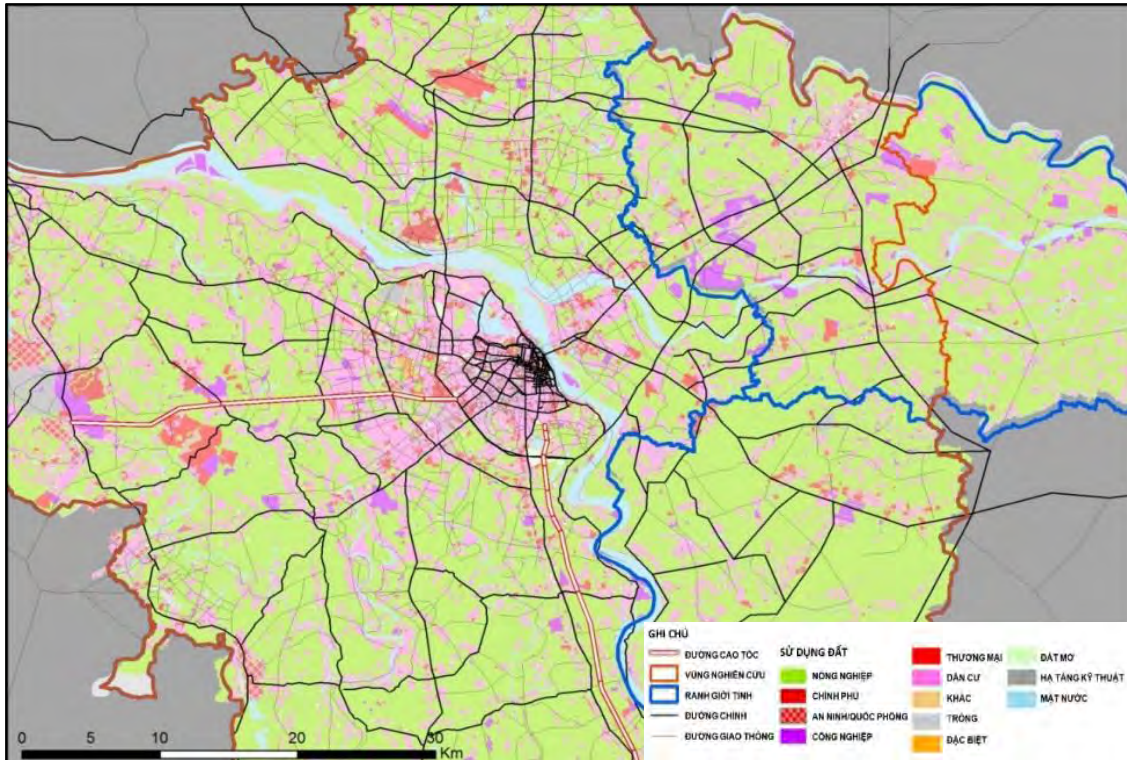 GHI CHÚ
ĐƯỜNG CAO TỐC
VÙNG NGHIÊN CỨU
RANH GIỚI TỈNH
ĐƯỜNG CHÍNH
ĐƯỜNG GIAO THÔNG
SỬ DỤNG ĐẤT
NÔNG NGHIỆP
CHÍNH PHỦ
AN NINH/QUỐC PHÒNG
CÔNG NGHIỆP
THƯƠNG MẠI
DÂN CƯ
KHÁC
TRỐNG
ĐẶC BIỆT
ĐẤT MỞ
HẠ TẦNG KỸ THUẬT
MẶT NƯỚC
0 5 10 20 30
Km